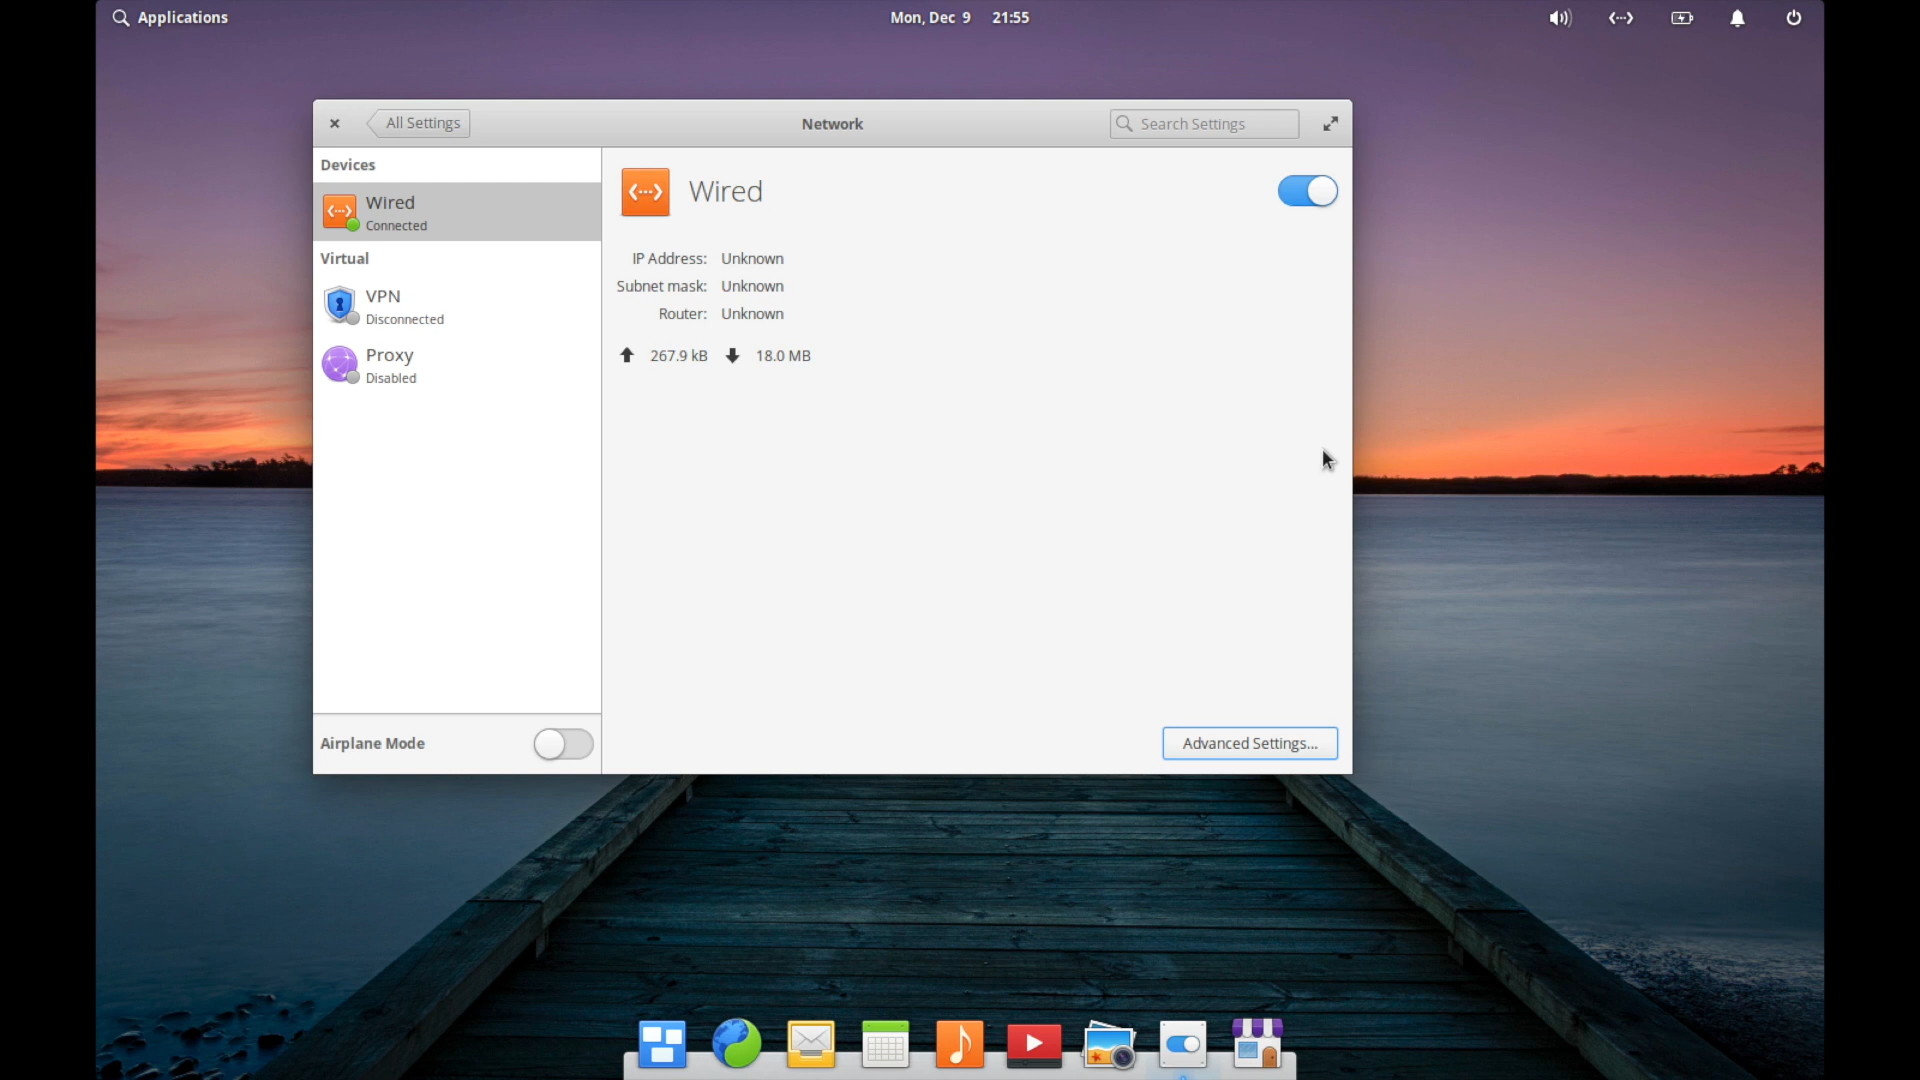 Applications
Mon, Dec 9 21:55
All Settings
Network
Search Settings
Devices
Wired
Connected
Virtual
VPN
Disconnected
Proxy
Disabled
Airplane Mode
Wired
IP Address: Unknown
Subnet mask: Unknown
Router: Unknown
267.9 kB 18.0 MB
Advanced Settings...